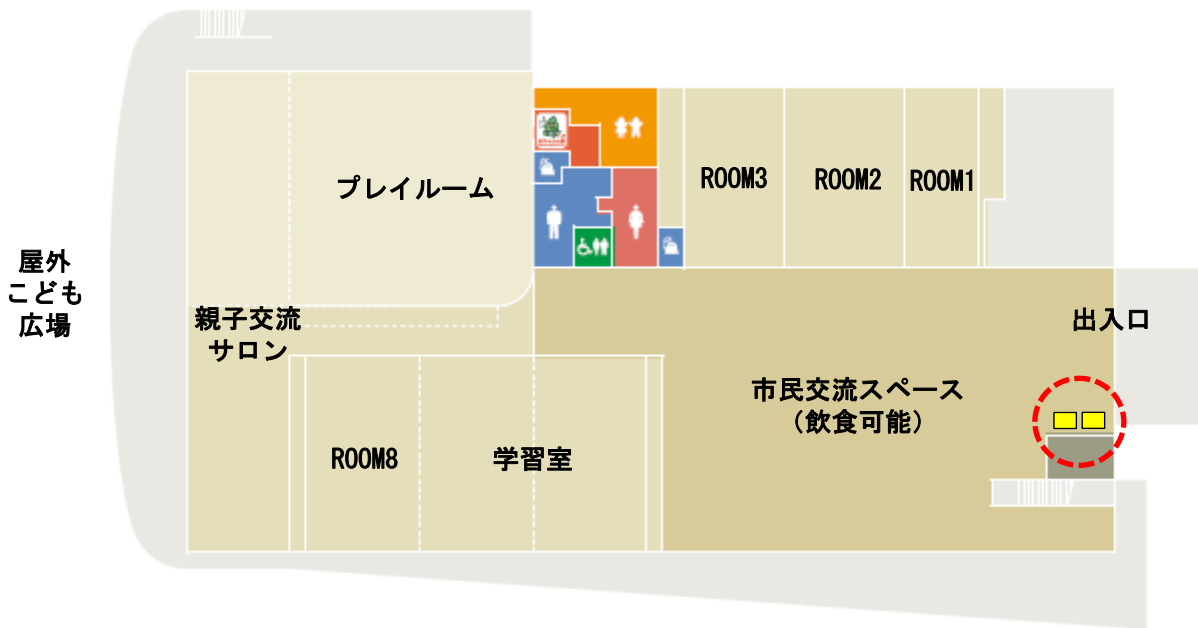 プレイルーム
ROOM3
ROOM2
ROOM1
屋外
こども
広場
親子交流
サロン
出入口
市民交流スペース
（飲食可能）
ROOM8
学習室